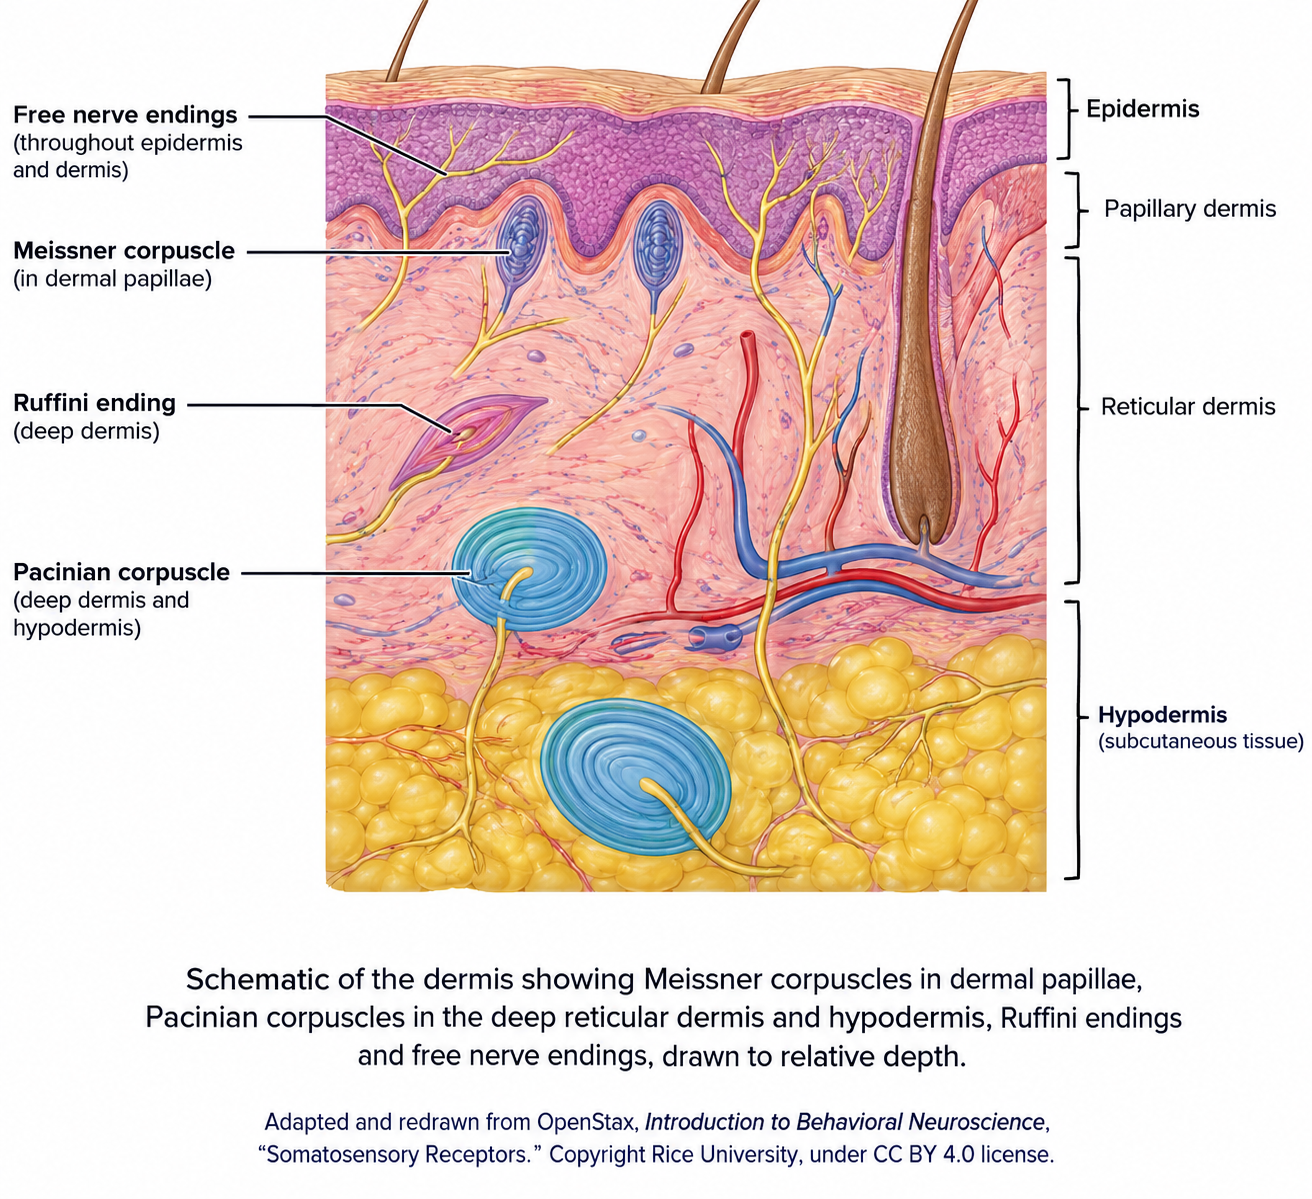 Free nerve endings
(throughout epidermis
and dermis)
Meissner corpuscle
(in dermal papillae)
Ruffini ending
(deep dermis)
Pacinian corpuscle
(deep dermis and
hypodermis)
Epidermis
Papillary dermis
Reticular dermis
Hypodermis
(subcutaneous tissue)
Schematic of the dermis showing Meissner corpuscles in dermal papillae,
Pacinian corpuscles in the deep reticular dermis and hypodermis, Ruffini endings
and free nerve endings, drawn to relative depth.
Adapted and redrawn from OpenStax, Introduction to Behavioral Neuroscience,
“Somatosensory Receptors.” Copyright Rice University, under CC BY 4.0 license.